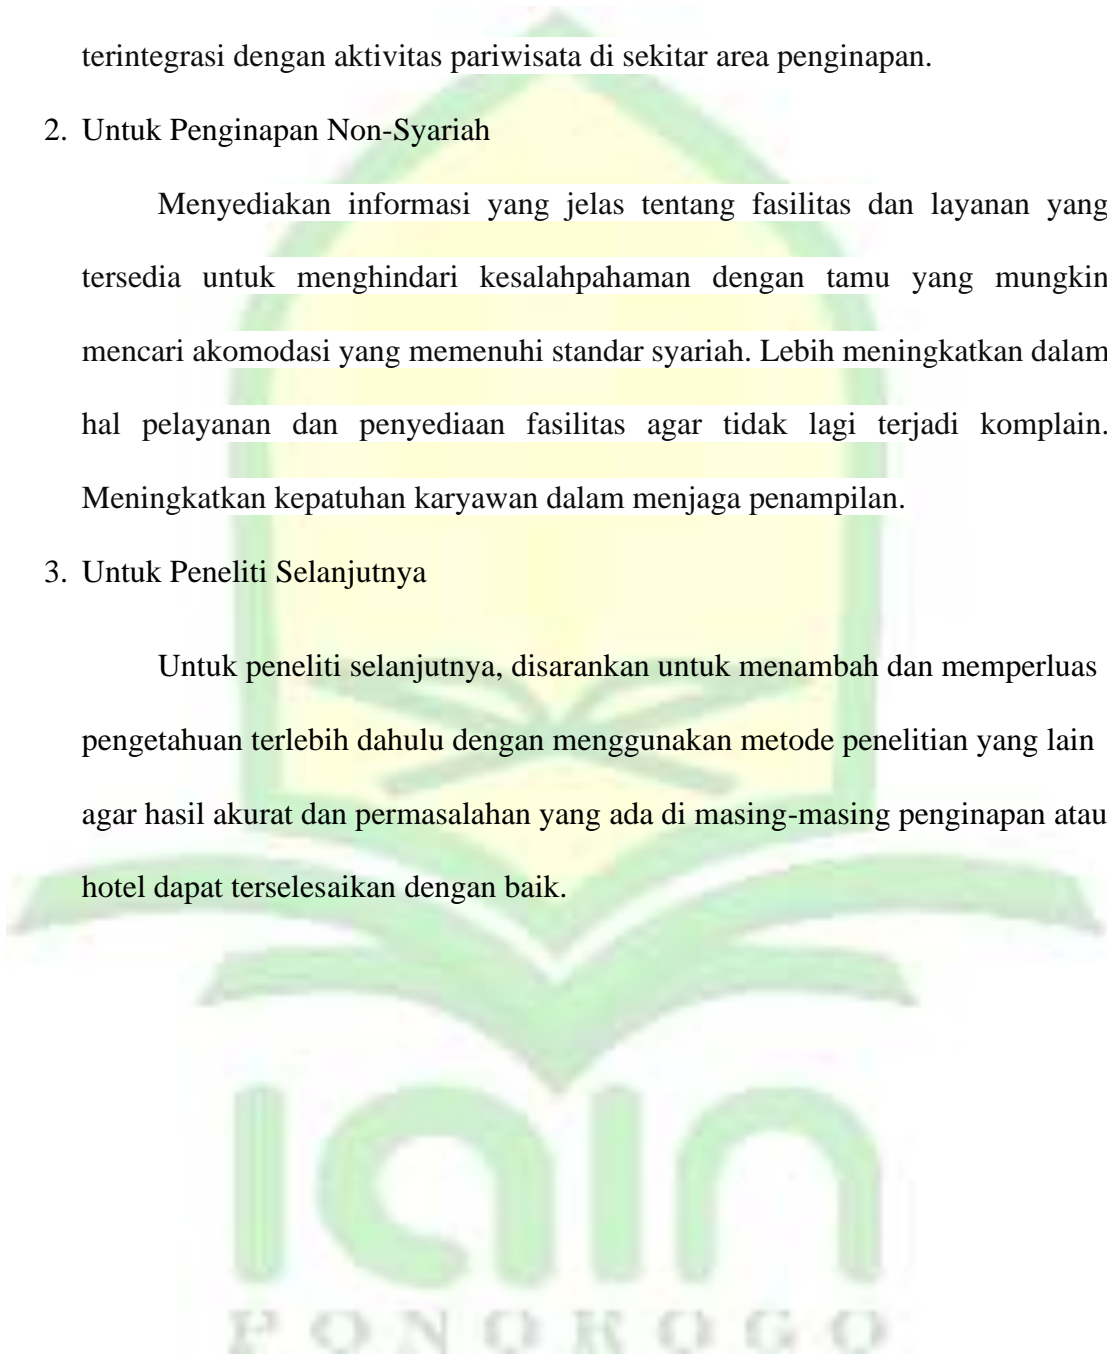 terintegrasi dengan aktivitas pariwisata di sekitar area penginapan.
2. Untuk Penginapan Non-Syariah
Menyediakan informasi yang jelas tentang fasilitas dan layanan yang
tersedia untuk menghindari kesalahpahaman dengan tamu yang mungkin
mencari akomodasi yang memenuhi standar syariah. Lebih meningkatkan dalam
hal pelayanan dan penyediaan fasilitas agar tidak lagi terjadi komplain.
Meningkatkan kepatuhan karyawan dalam menjaga penampilan.
3. Untuk Peneliti Selanjutnya
Untuk peneliti selanjutnya, disarankan untuk menambah dan memperluas
pengetahuan terlebih dahulu dengan menggunakan metode penelitian yang lain
agar hasil akurat dan permasalahan yang ada di masing-masing penginapan atau
hotel dapat terselesaikan dengan baik.
iain
PONOROGO